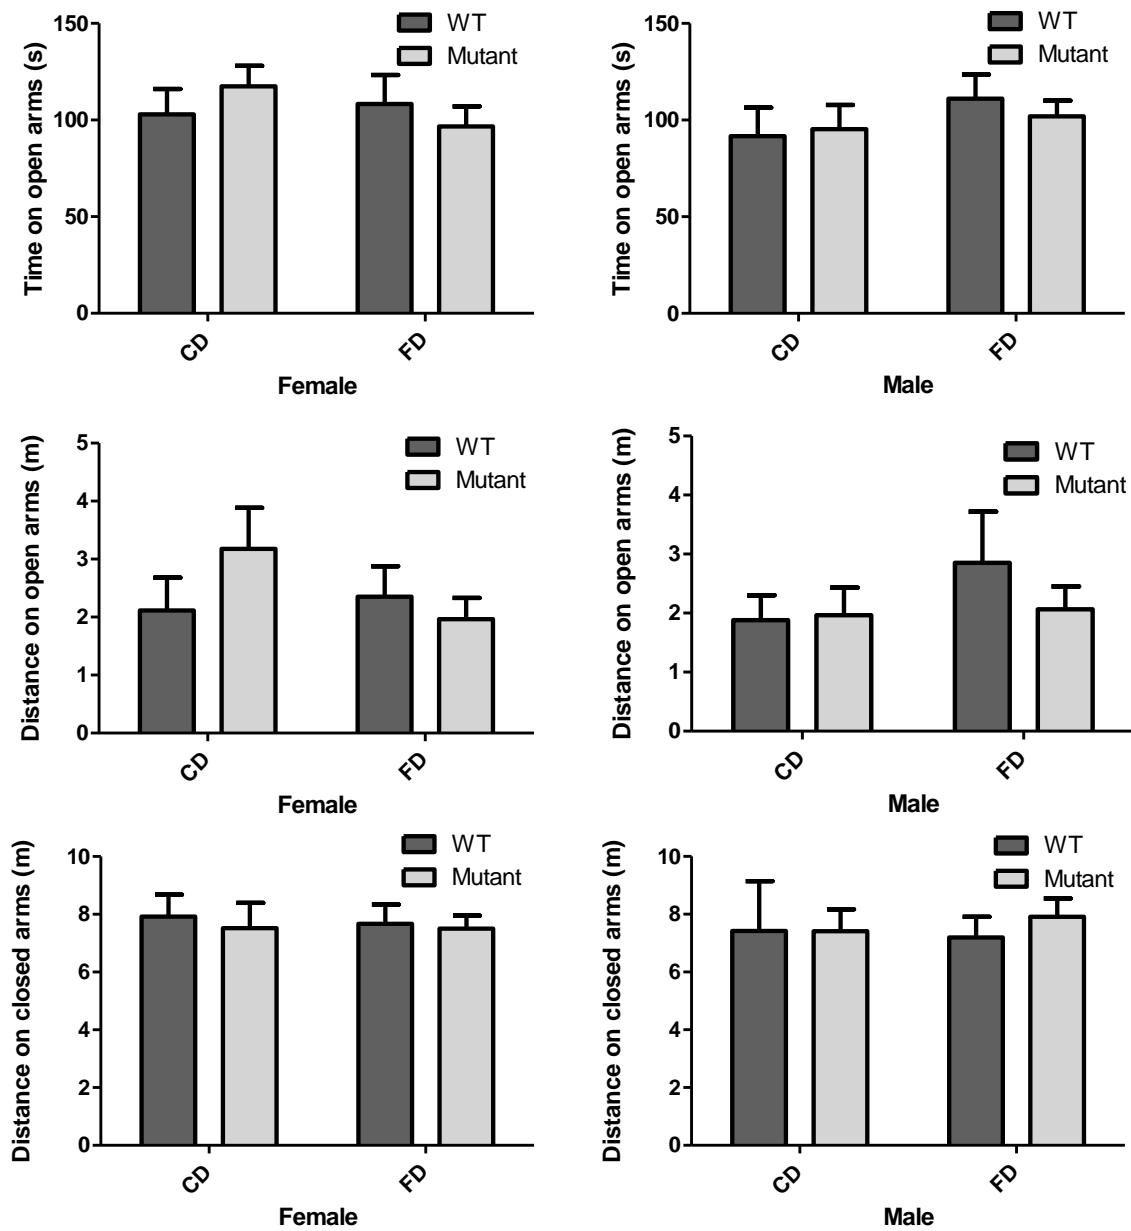 Time on open arms (s)
150
100
50
0
WT
Mutant
CD
FD
Female
Time on open arms (s)
150
100
50
0
WT
Mutant
CD
FD
Male
Distance on open arms (m)
5
4
3
2
1
0
WT
Mutant
CD
FD
Female
Distance on open arms (m)
5
4
3
2
1
0
WT
Mutant
CD
FD
Male
Distance on closed arms (m)
10
8
6
4
2
0
WT
Mutant
CD
FD
Female
Distance on closed arms (m)
10
8
6
4
2
0
WT
Mutant
CD
FD
Male